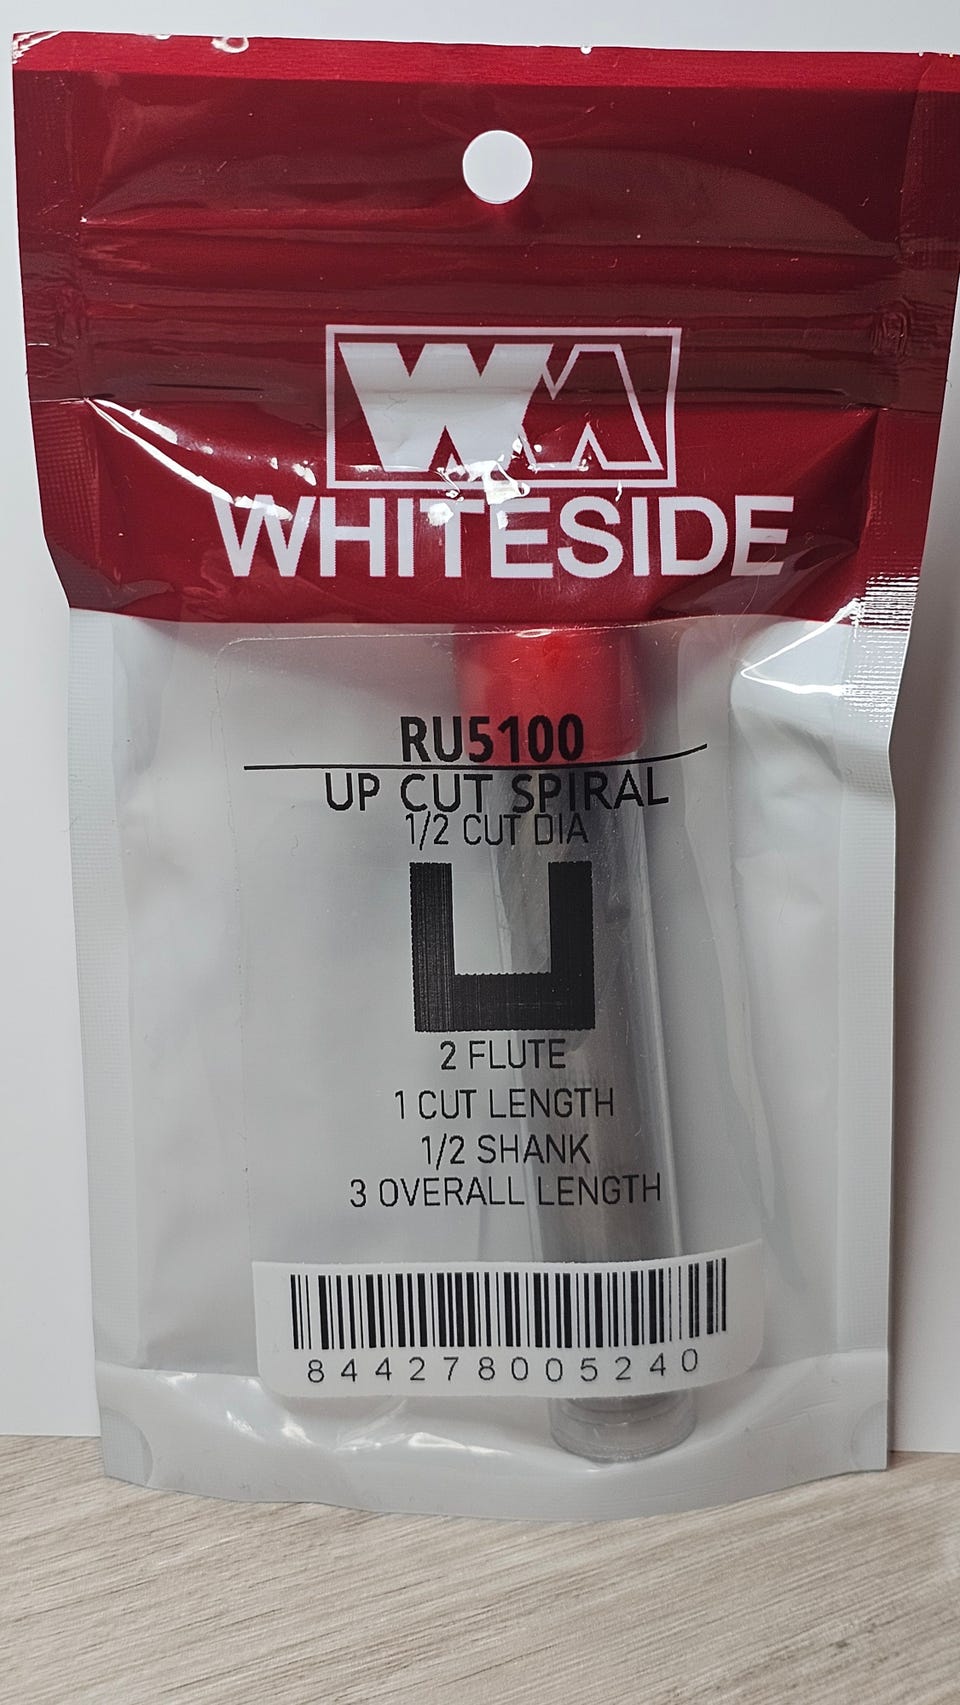 WHITESIDE
RU5100
UP CUT SPIRAL
1/2 CUT DIA
2 FLUTE
1 CUT LENGTH
1/2 SHANK
3 OVERALL LENGTH
844278005240